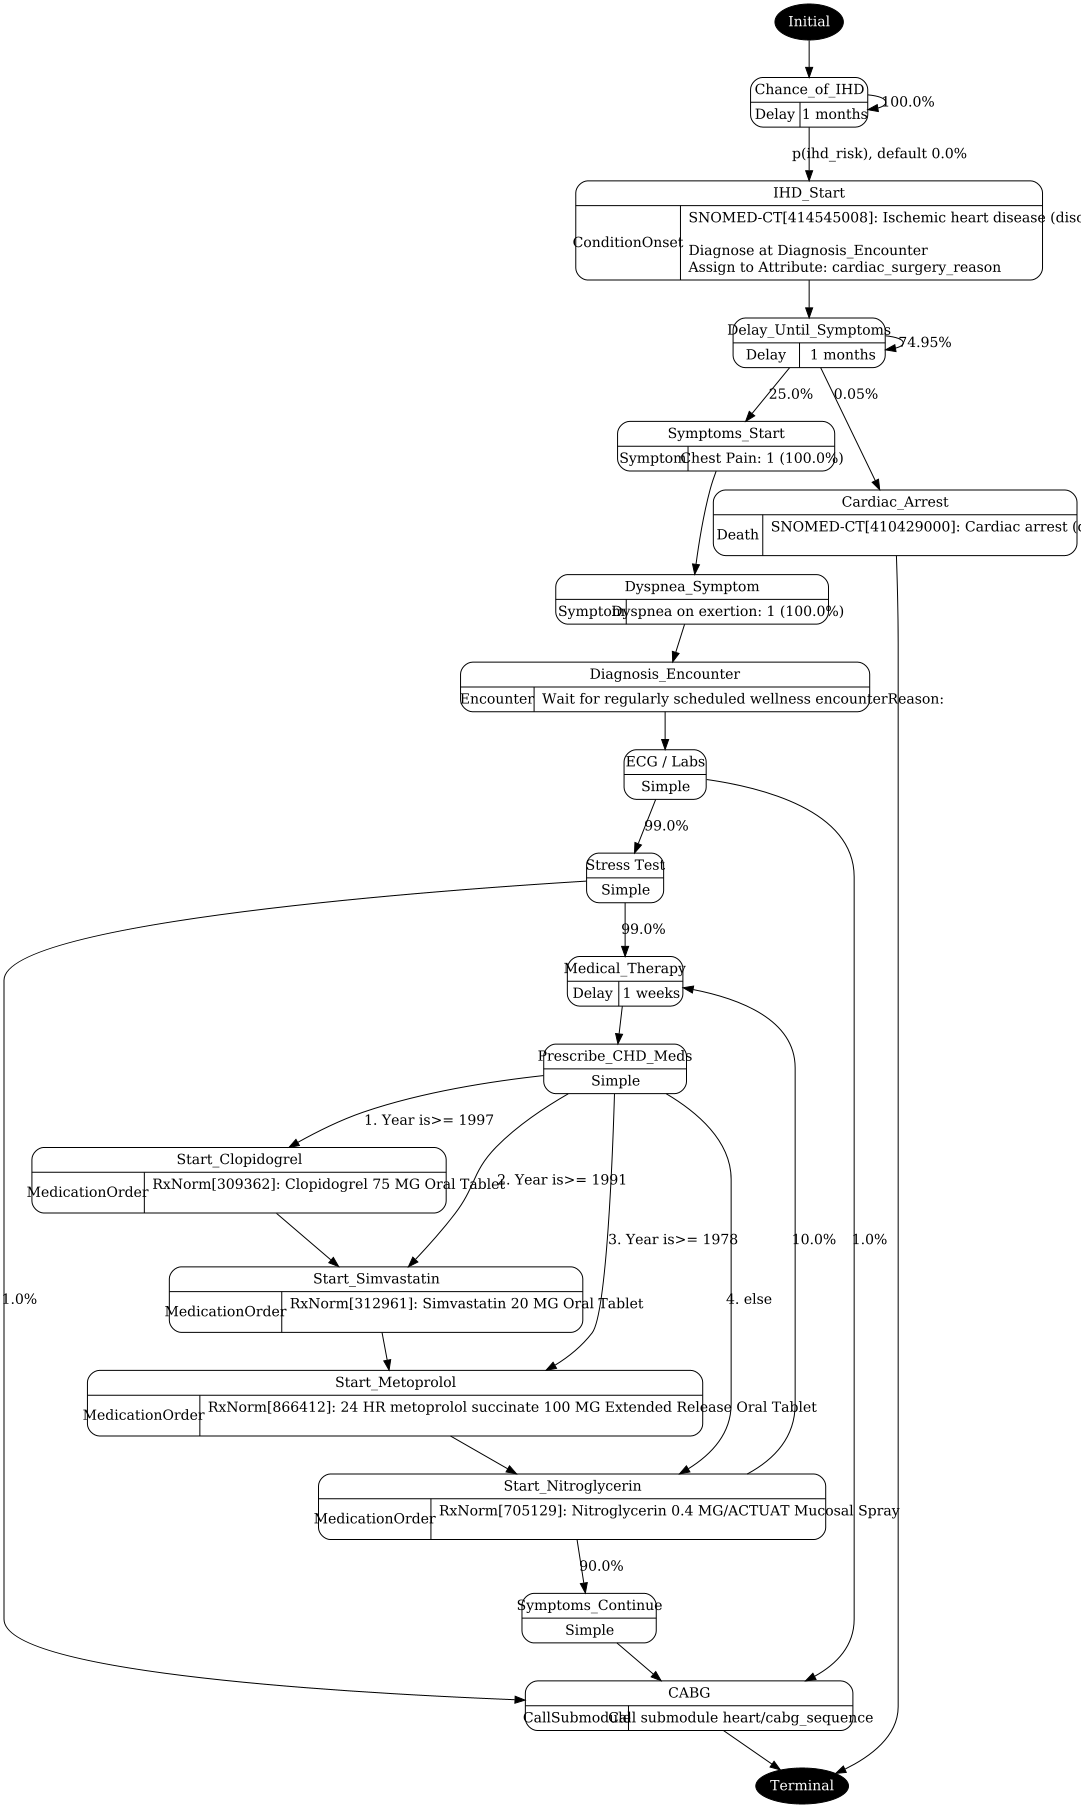 Initial
Chance_of_IHD
Delay 1 months
100.0%
p(ihd_risk), default 0.0%
IHD_Start
ConditionOnset
SNOMED-CT[414545008]: Ischemic heart disease (disc
Diagnose at Diagnosis_Encounter
Assign to Attribute: cardiac_surgery_reason
Delay_Until_Symptoms
Delay 1 months
74.95%
25.0%
0.05%
Symptoms_Start
Symptom Chest Pain: 1 (100.0%)
Cardiac_Arrest
Death
SNOMED-CT[410429000]: Cardiac arrest (d
Dyspnea_Symptom
Symptom Dyspnea on exertion: 1 (100.0%)
Diagnosis_Encounter
Encounter Wait for regularly scheduled wellness encounterReason:
ECG / Labs
Simple
99.0%
Stress Test
Simple
99.0%
Medical_Therapy
Delay 1 weeks
Prescribe_CHD_Meds
Simple
1. Year is>= 1997
Start_Clopidogrel
MedicationOrder
RxNorm[309362]: Clopidogrel 75 MG Oral Tablet
2. Year is>= 1991
3. Year is>= 1978
10.0%
1.0%
Start_Simvastatin
MedicationOrder
RxNorm[312961]: Simvastatin 20 MG Oral Tablet
4. else
1.0%
Start_Metoprolol
MedicationOrder
RxNorm[866412]: 24 HR metoprolol succinate 100 MG Extended Release Oral Tablet
Start_Nitroglycerin
MedicationOrder
RxNorm[705129]: Nitroglycerin 0.4 MG/ACTUAT Mucosal Spray
90.0%
Symptoms_Continue
Simple
CABG
CallSubmodule Call submodule heart/cabg_sequence
Terminal